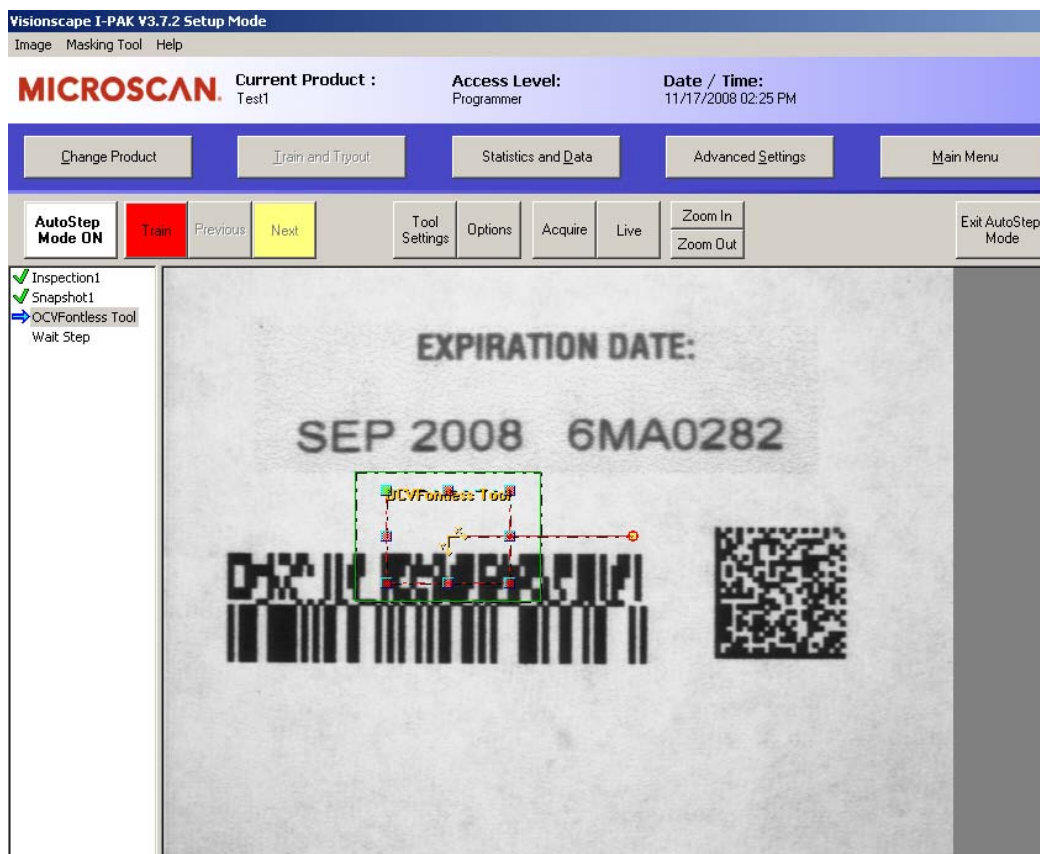 Visionscape I-PAK V3.7.2 Setup Mode
Image Masking Tool Help
MICROSCAN. Current Product : Access Level: Date / Time:
Test1 Programmer 11/17/2008 02:25 PM
Change Product Train and Tryout Statistics and Data Advanced Settings Main Menu
AutoStep Mode ON Train Previous Next Tool Settings Options Acquire Live Zoom In Zoom Out Exit AutoStep Mode
Inspection1
Snapshot1
OCVFontless Tool
Wait Step
EXPIRATION DATE:
SEP 2008 6MA0282
OCVFontless Tool